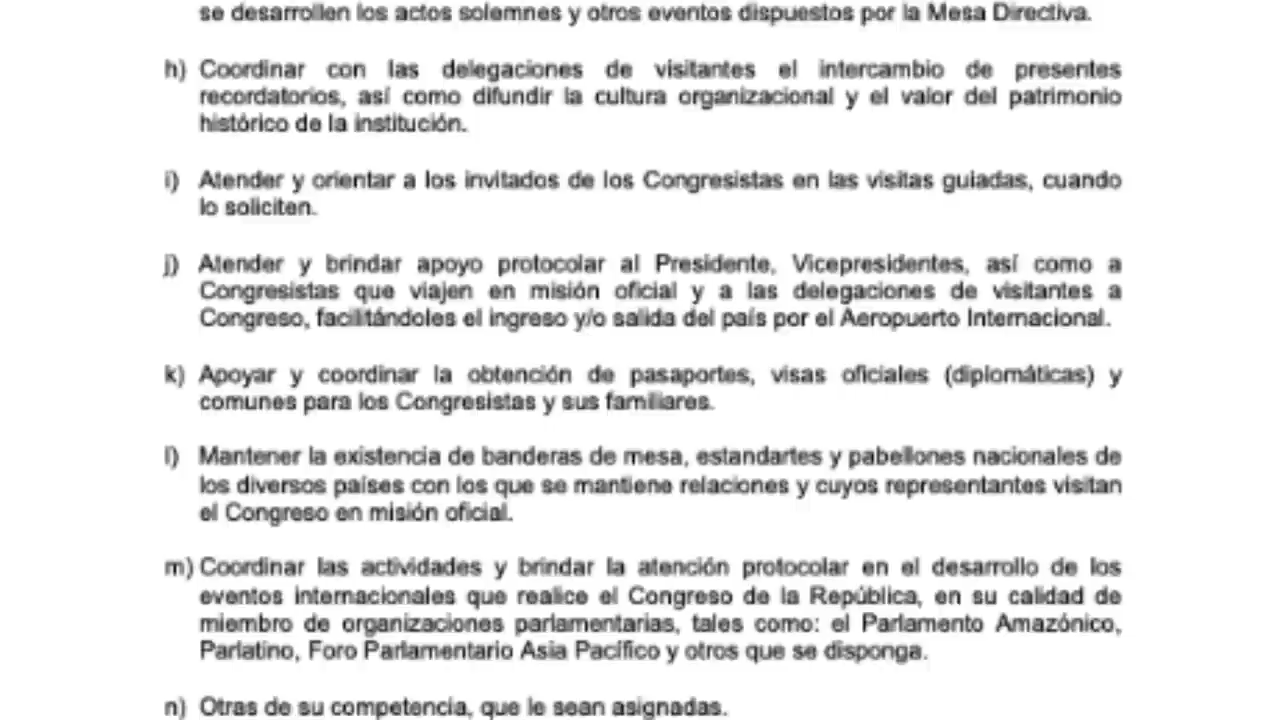 se desarrollen los actos solemnes y otros eventos dispuestos por la Mesa Directiva.
h) Coordinar con las delegaciones de visitantes el intercambio de presentes
recordatorios, así como difundir la cultura organizacional y el valor del patrimonio
histórico de la institución.
i) Atender y orientar a los invitados de los Congresistas en las visitas guiadas, cuando
lo soliciten.
j) Atender y brindar apoyo protocolar al Presidente, Vicepresidentes, así como a
Congresistas que viajen en misión oficial y a las delegaciones de visitantes a
Congreso, facilitándoles el ingreso y/o salida del país por el Aeropuerto Internacional.
k) Apoyar y coordinar la obtención de pasaportes, visas oficiales (diplomáticas) y
comunes para los Congresistas y sus familiares.
l) Mantener la existencia de banderas de mesa, estandartes y pabellones nacionales de
los diversos países con los que se mantiene relaciones y cuyos representantes visitan
el Congreso en misión oficial.
m) Coordinar las actividades y brindar la atención protocolar en el desarrollo de los
eventos internacionales que realice el Congreso de la República, en su calidad de
miembro de organizaciones parlamentarias, tales como: el Parlamento Amazónico,
Parlatino, Foro Parlamentario Asia Pacífico y otros que se disponga.
n) Otras de su competencia, que le sean asignadas.